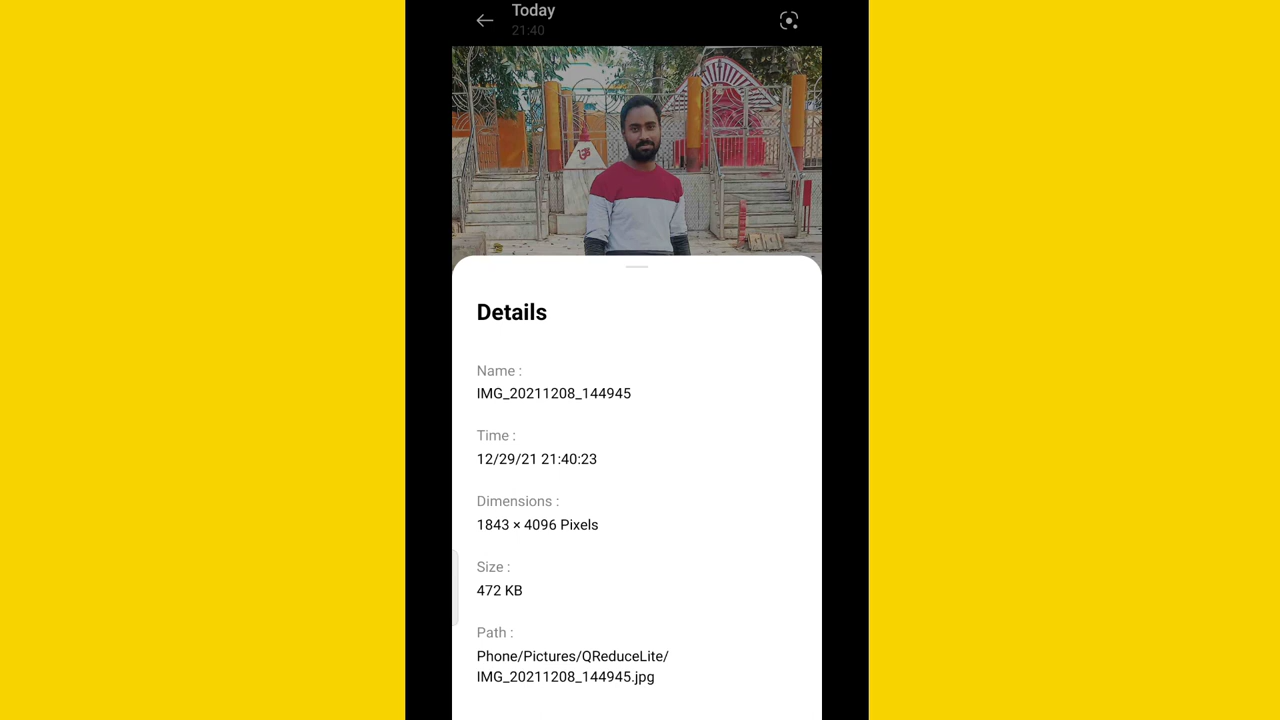 Today
21:40
Details
Name :
IMG_20211208_144945
Time :
12/29/21 21:40:23
Dimensions :
1843 × 4096 Pixels
Size :
472 KB
Path :
Phone/Pictures/QReduceLite/
IMG_20211208_144945.jpg